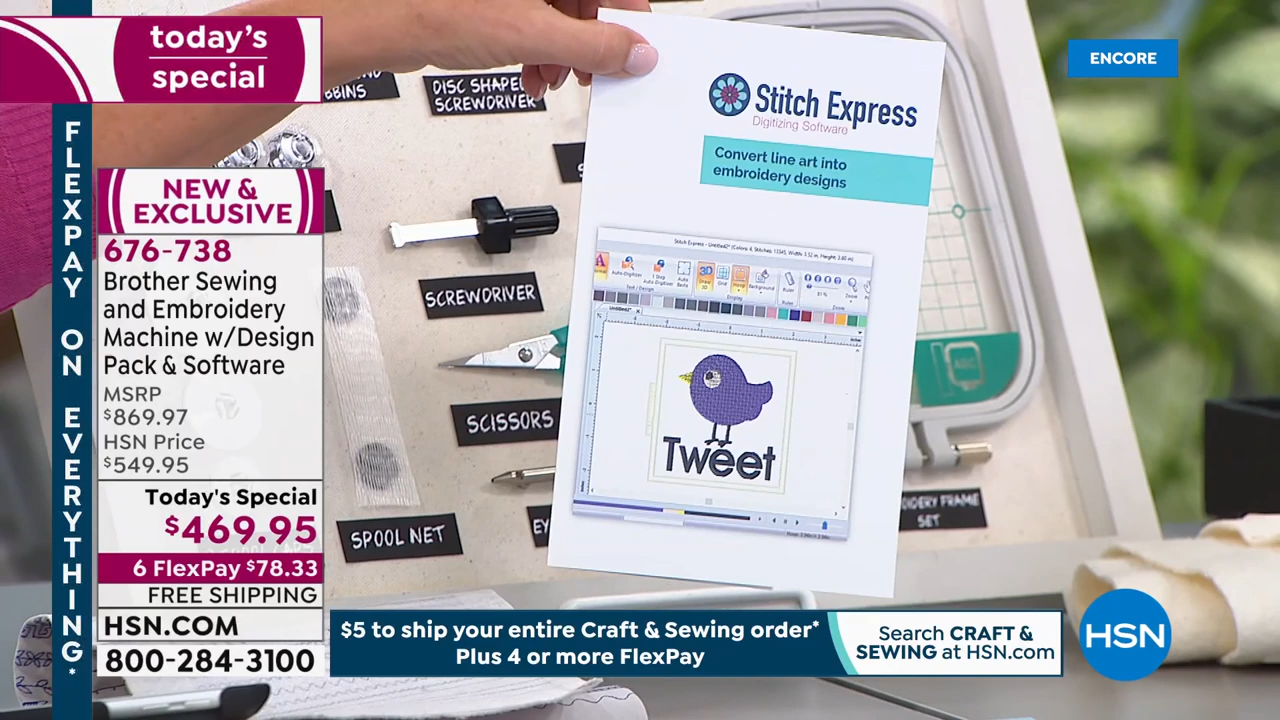 today's
special
FLEXPAY ON EVERYTHING*
NEW &
EXCLUSIVE
676-738
Brother Sewing
and Embroidery
Machine w/Design
Pack & Software
MSRP
$869.97
HSN Price
$549.95
Today's Special
$469.95
6 FlexPay $78.33
FREE SHIPPING
HSN.COM
800-284-3100
ENCORE
BBINS
DISC SHAPED
SCREWDRIVER
SCREWDRIVER
SCISSORS
SPOOL NET
FRAME
SET
Stitch Express
Digitizing Software
Convert line art into
embroidery designs
Tweet
ABC
$5 to ship your entire Craft & Sewing order*
Plus 4 or more FlexPay
Search CRAFT &
SEWING at HSN.com
HSN